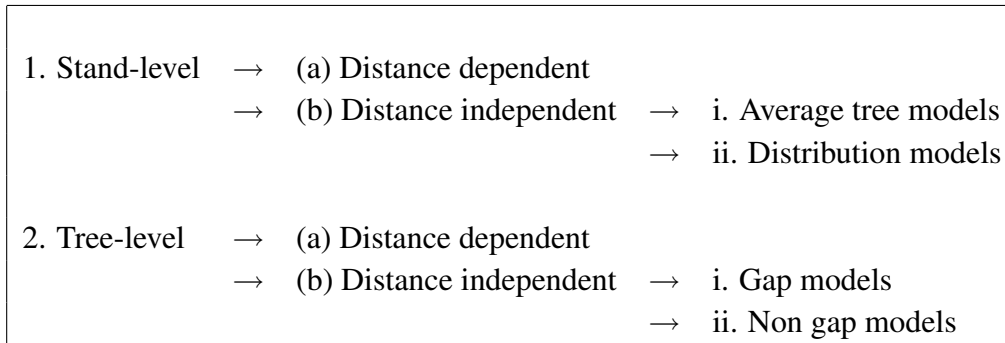 1. Stand-level → (a) Distance dependent
→ (b) Distance independent → i. Average tree models
→ ii. Distribution models
2. Tree-level → (a) Distance dependent
→ (b) Distance independent → i. Gap models
→ ii. Non gap models